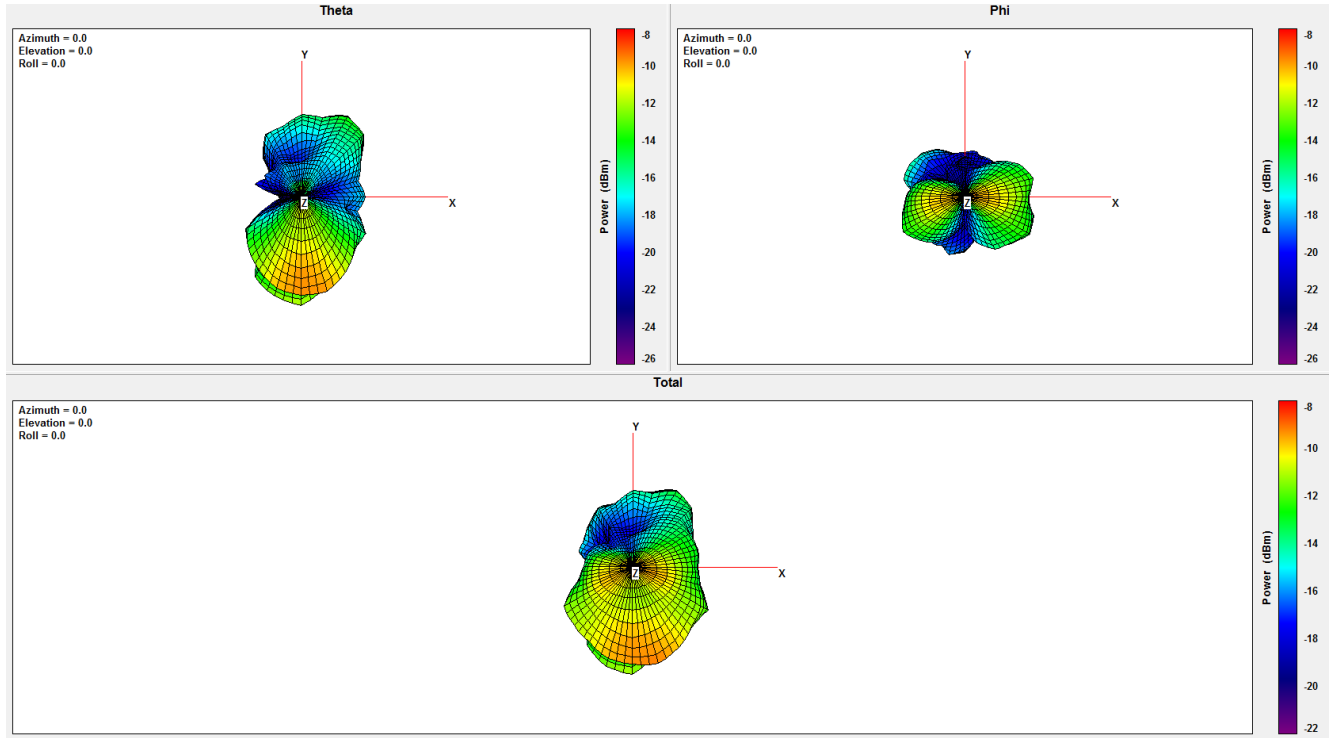 Theta
Azimuth = 0.0
Elevation = 0.0
Roll = 0.0
Y
X
Z
Power (dBm)
-8
-10
-12
-14
-16
-18
-20
-22
-24
-26
Phi
Azimuth = 0.0
Elevation = 0.0
Roll = 0.0
Y
X
Z
Power (dBm)
-8
-10
-12
-14
-16
-18
-20
-22
-24
-26
Total
Azimuth = 0.0
Elevation = 0.0
Roll = 0.0
Y
X
Z
Power (dBm)
-8
-10
-12
-14
-16
-18
-20
-22